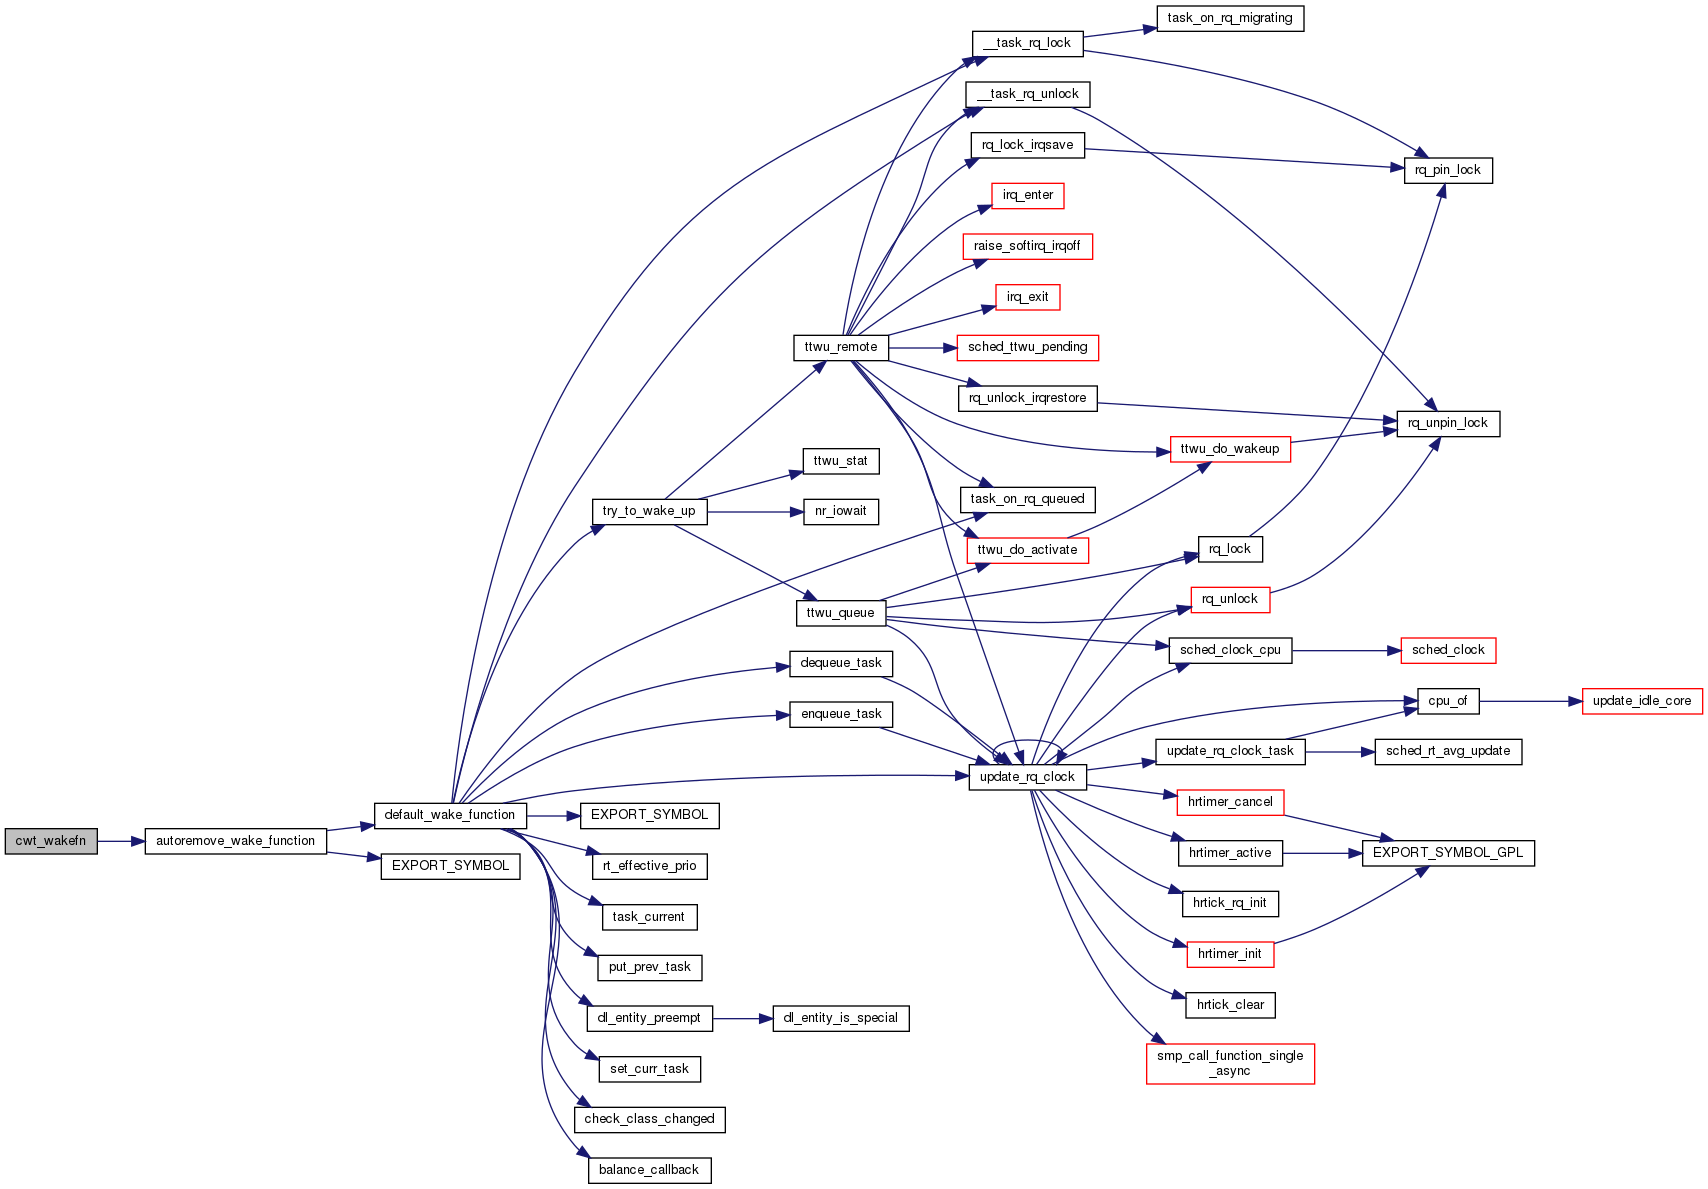 task_on_rq_migrating
__task_rq_lock
__task_rq_unlock
rq_lock_irqsave
rq_pin_lock
irq_enter
raise_softirq_irqoff
irq_exit
ttwu_remote
sched_ttwu_pending
rq_unlock_irqrestore
rq_unpin_lock
ttwu_do_wakeup
ttwu_stat
task_on_rq_queued
try_to_wake_up
nr_iowait
ttwu_do_activate
rq_lock
rq_unlock
ttwu_queue
sched_clock_cpu
sched_clock
dequeue_task
cpu_of
update_idle_core
enqueue_task
update_rq_clock_task
sched_rt_avg_update
update_rq_clock
hrtimer_cancel
default_wake_function
EXPORT_SYMBOL
cwt_wakefn
autoremove_wake_function
hrtimer_active
EXPORT_SYMBOL_GPL
EXPORT_SYMBOL
rt_effective_prio
hrtick_rq_init
task_current
hrtimer_init
put_prev_task
hrtick_clear
dl_entity_preempt
dl_entity_is_special
smp_call_function_single
_async
set_curr_task
check_class_changed
balance_callback